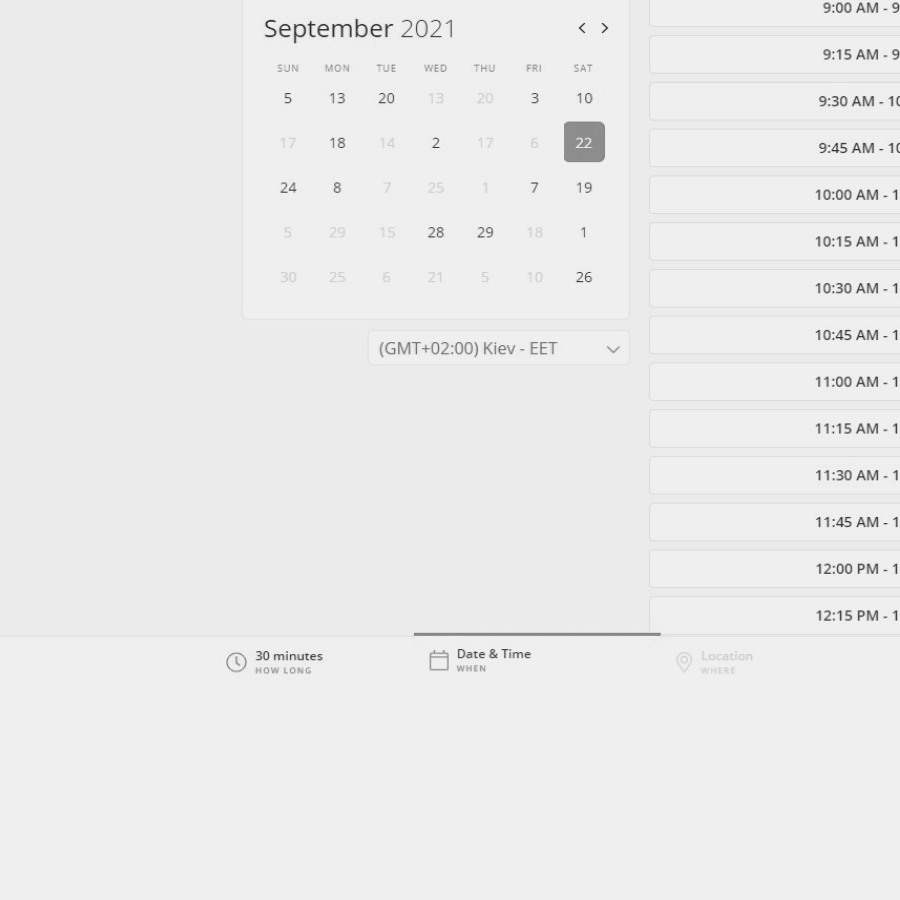 September 2021
SUN MON TUE WED THU FRI SAT
5 13 20 13 20 3 10
17 18 14 2 17 6 22
24 8 7 25 1 7 19
5 29 15 28 29 18 1
30 25 6 21 5 10 26
(GMT+02:00) Kiev - EET
9:00 AM - 9
9:15 AM - 9
9:30 AM - 10
9:45 AM - 10
10:00 AM - 1
10:15 AM - 1
10:30 AM - 1
10:45 AM - 1
11:00 AM - 1
11:15 AM - 1
11:30 AM - 1
11:45 AM - 1
12:00 PM - 1
12:15 PM - 1
30 minutes
HOW LONG
Date & Time
WHEN
Location
WHERE